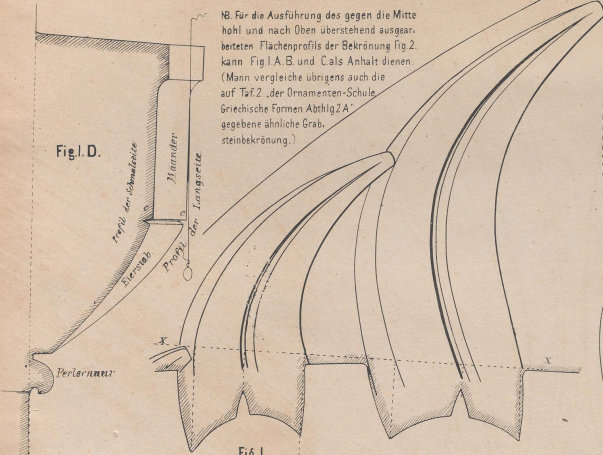 NB. Für die Ausführung des gegen die Mitte
hohl und nach Oben überstehend ausgear-
beiteten Flächenprofils der Bekrönung Fig. 2.
kann Fig. I. A. B. und C. als Anhalt dienen.
(Mann vergleiche übrigens auch die
auf Taf. 2. „der Ornamenten-Schule
Griechische Formen Abthlg 2 A"
gegebene ähnliche Grab,
steinbekrönung.)
Fig. I. D.
Profil der Schmalseite
Mäander
Profil der Langseite
Eierstab
Perlschnur
X
X
Fig. I.